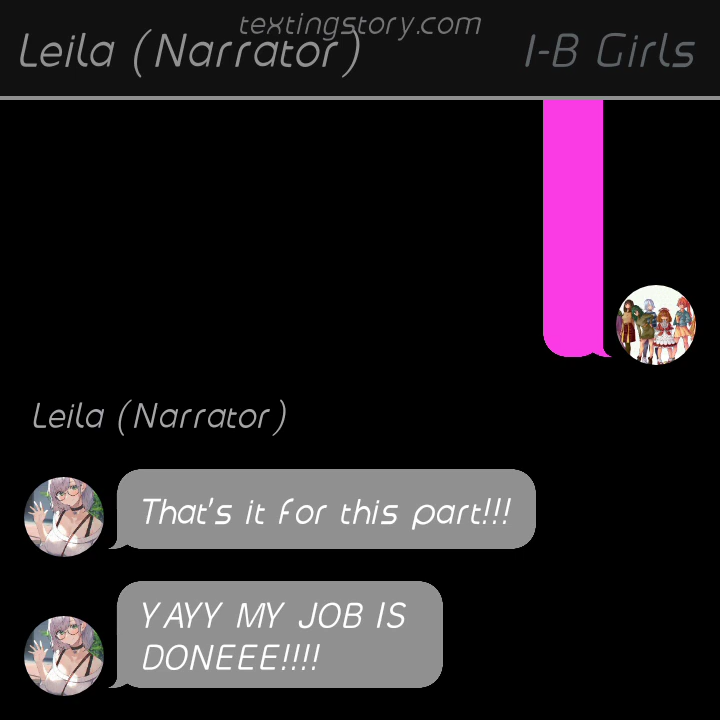 textingstory.com
Leila (Narrator)
I-B Girls
Leila (Narrator)
That's it for this part!!!
YAYY MY JOB IS
DONEEE!!!!